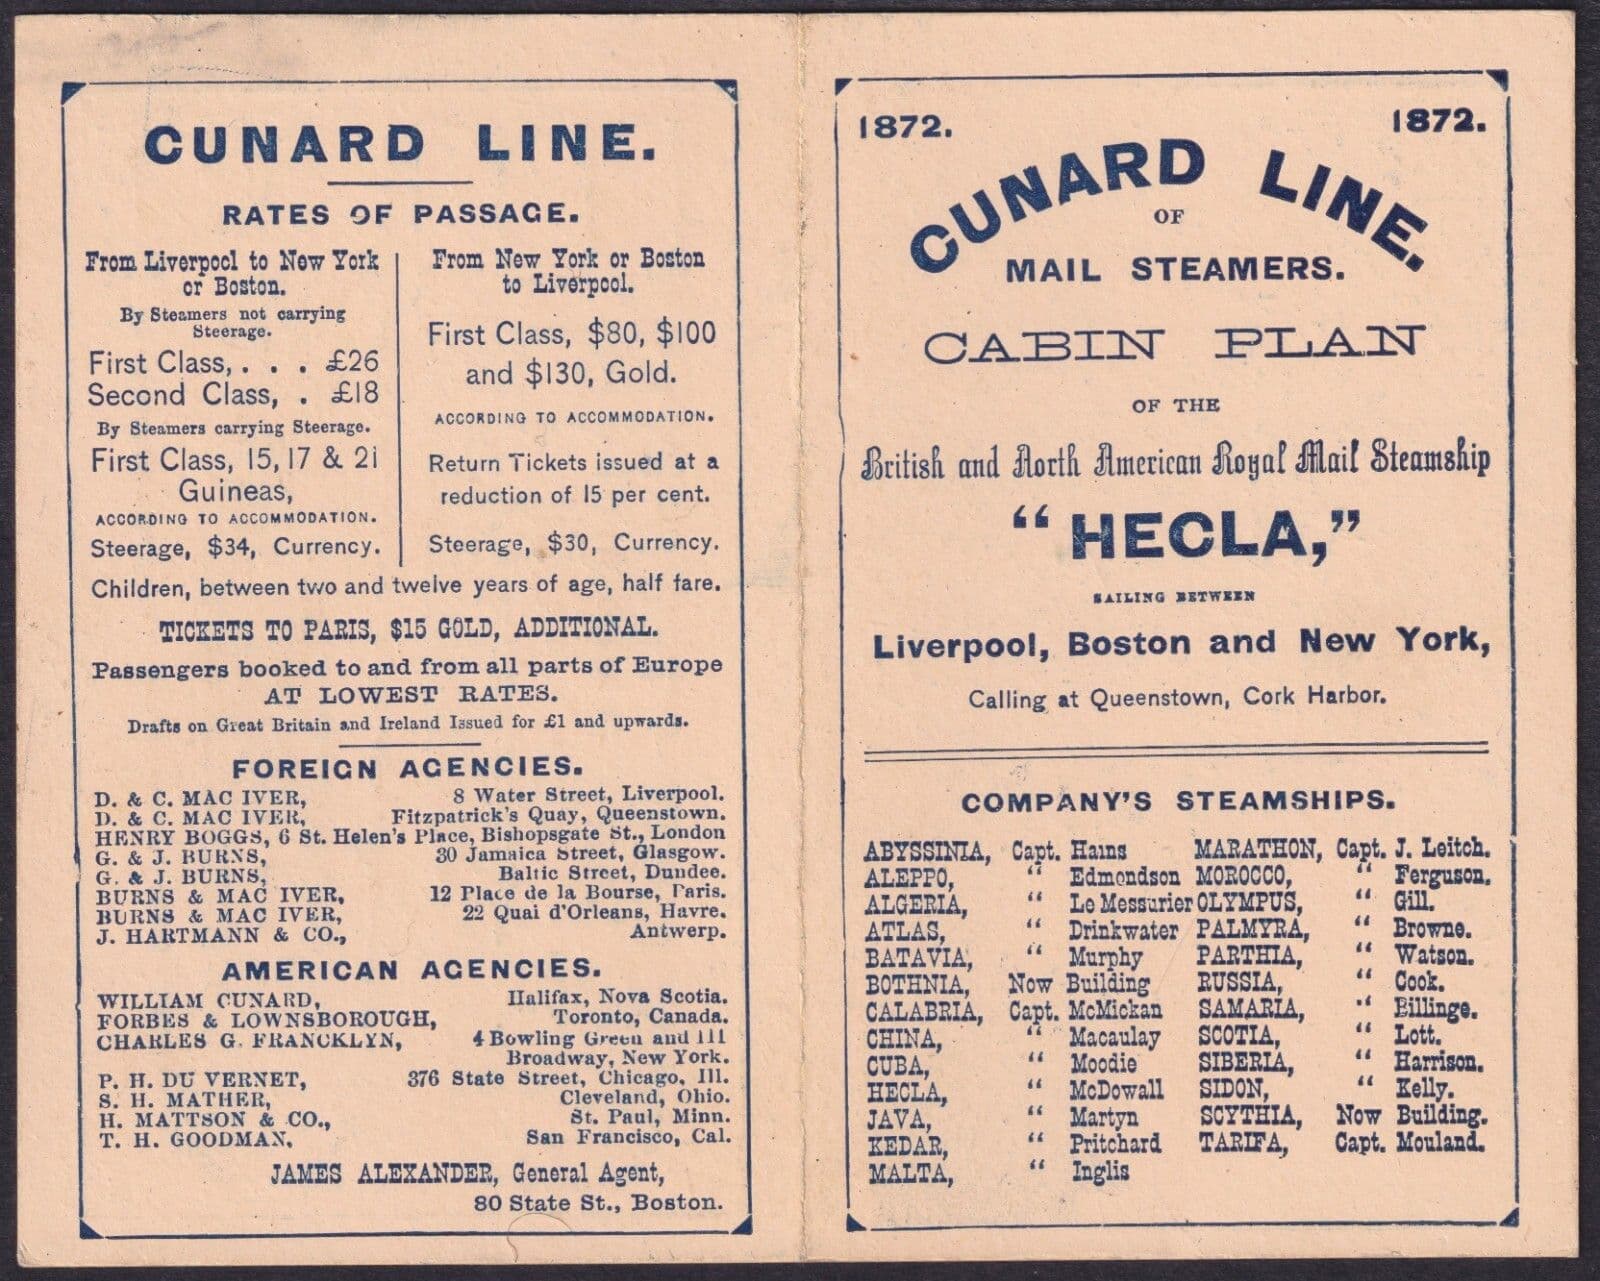 CUNARD LINE.
RATES OF PASSAGE.
From Liverpool to New York
or Boston.
By Steamers not carrying
Steerage.
First Class, . . . £26
Second Class, . £18
By Steamers carrying Steerage.
First Class, 15, 17 & 21
Guineas,
ACCORDING TO ACCOMMODATION.
Steerage, $34, Currency.
From New York or Boston
to Liverpool.
First Class, $80, $100
and $130, Gold.
ACCORDING TO ACCOMMODATION.
Return Tickets issued at a
reduction of 15 per cent.
Steerage, $30, Currency.
Children, between two and twelve years of age, half fare.
TICKETS TO PARIS, $15 GOLD, ADDITIONAL.
Passengers booked to and from all parts of Europe
AT LOWEST RATES.
Drafts on Great Britain and Ireland Issued for £1 and upwards.
FOREIGN AGENCIES.
D. & C. MAC IVER, 8 Water Street, Liverpool.
D. & C. MAC IVER, Fitzpatrick's Quay, Queenstown.
HENRY BOGGS, 6 St. Helen's Place, Bishopsgate St., London
G. & J. BURNS, 30 Jamaica Street, Glasgow.
G. & J. BURNS, Baltic Street, Dundee.
BURNS & MAC IVER, 12 Place de la Bourse, Paris.
BURNS & MAC IVER, 22 Quai d'Orleans, Havre.
J. HARTMANN & CO., Antwerp.
AMERICAN AGENCIES.
WILLIAM CUNARD, Halifax, Nova Scotia.
FORBES & LOWNSBOROUGH, Toronto, Canada.
CHARLES G. FRANCKLYN, 4 Bowling Green and 111
Broadway, New York.
P. H. DU VERNET, 376 State Street, Chicago, Ill.
S. H. MATHER, Cleveland, Ohio.
H. MATTSON & CO., St. Paul, Minn.
T. H. GOODMAN, San Francisco, Cal.
JAMES ALEXANDER, General Agent,
80 State St., Boston.
1872. 1872.
CUNARD LINE.
OF
MAIL STEAMERS.
CABIN PLAN
OF THE
British and North American Royal Mail Steamship
"HECLA,"
SAILING BETWEEN
Liverpool, Boston and New York,
Calling at Queenstown, Cork Harbor.
COMPANY'S STEAMSHIPS.
ABYSSINIA, Capt. Hains MARATHON, Capt. J. Leitch.
ALEPPO, " Edmondson MOROCCO, " Ferguson.
ALGERIA, " Le Messurier OLYMPUS, " Gill.
ATLAS, " Drinkwater PALMYRA, " Browne.
BATAVIA, " Murphy PARTHIA, " Watson.
BOTHNIA, Now Building RUSSIA, " Cook.
CALABRIA, Capt. McMickan SAMARIA, " Billinge.
CHINA, " Macaulay SCOTIA, " Lott.
CUBA, " Moodie SIBERIA, " Harrison.
HECLA, " McDowall SIDON, " Kelly.
JAVA, " Martyn SCYTHIA, Now Building.
KEDAR, " Pritchard TARIFA, Capt. Mouland.
MALTA, " Inglis